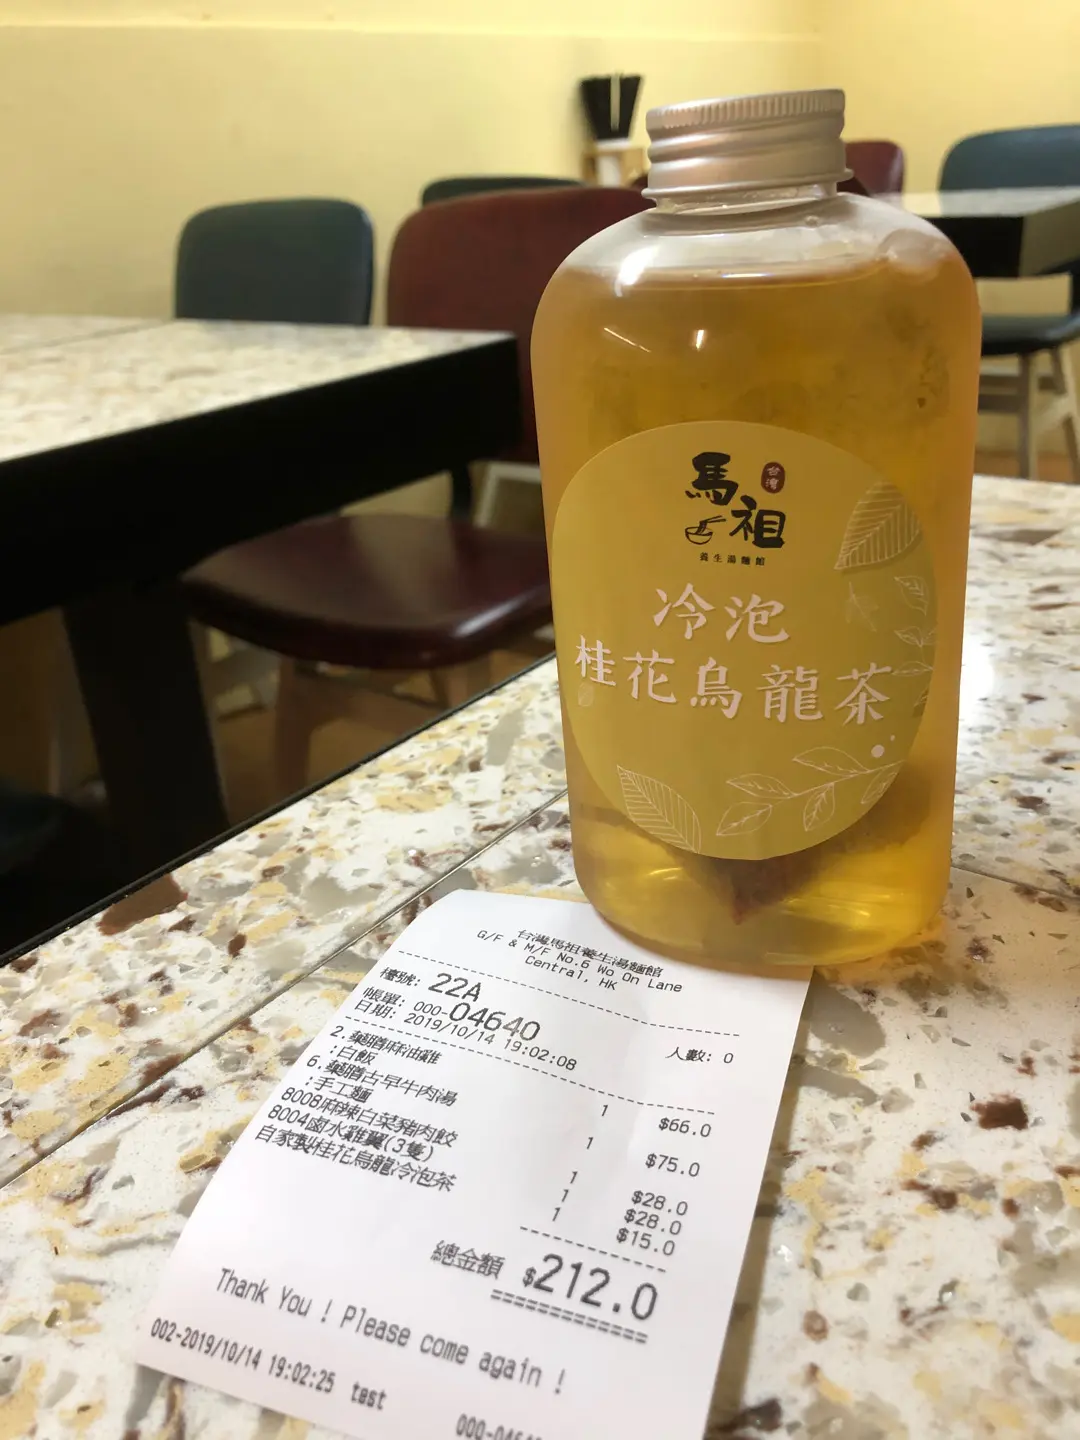 馬祖
台灣
養生湯麵館
冷泡
桂花烏龍茶
台灣馬祖養生湯麵館
G/F & M/F No.6 Wo On Lane
Central, HK
檯號: 22A
人數: 0
帳單: 000-04640
日期: 2019/10/14 19:02:08
2.藥膳麻油雞 1 $66.0
:白飯
6.藥膳古早牛肉湯 1 $75.0
:手工麵
8008麻辣白菜豬肉餃 1 $28.0
8004鹵水雞翼(3隻) 1 $28.0
自家製桂花烏龍冷泡茶 1 $15.0
總金額 $212.0
Thank You ! Please come again !
002-2019/10/14 19:02:25 test